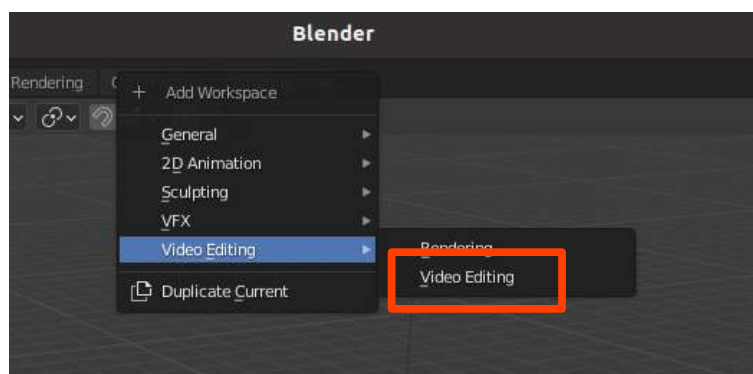 Blender
Rendering
Add Workspace
General
2D Animation
Sculpting
VFX
Video Editing
Rendering
Video Editing
Duplicate Current